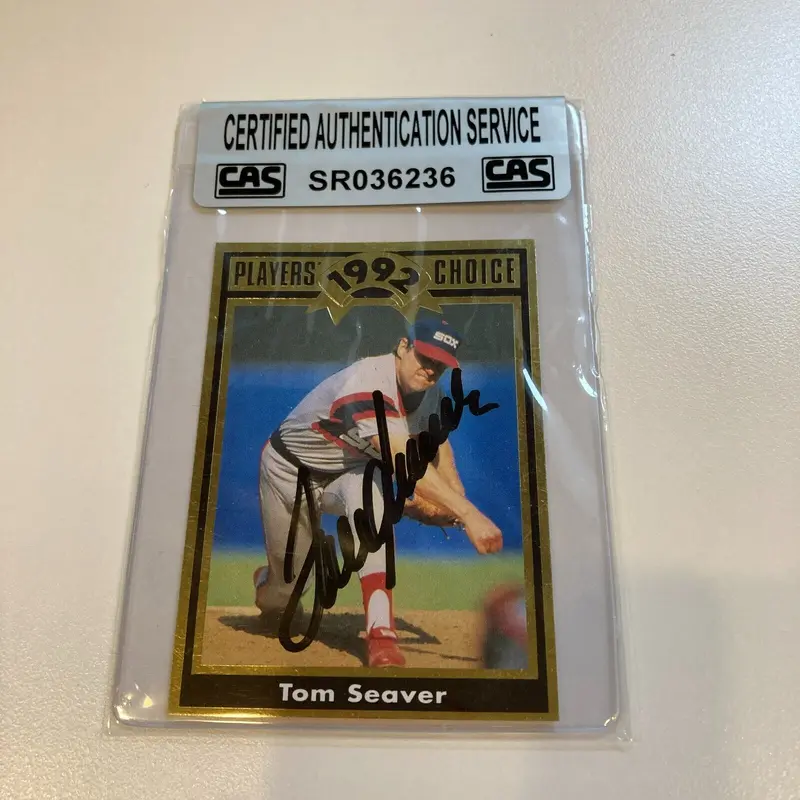 CERTIFIED AUTHENTICATION SERVICE
CAS SR036236 CAS
PLAYERS' 1992 CHOICE
SOX
Tom Seaver